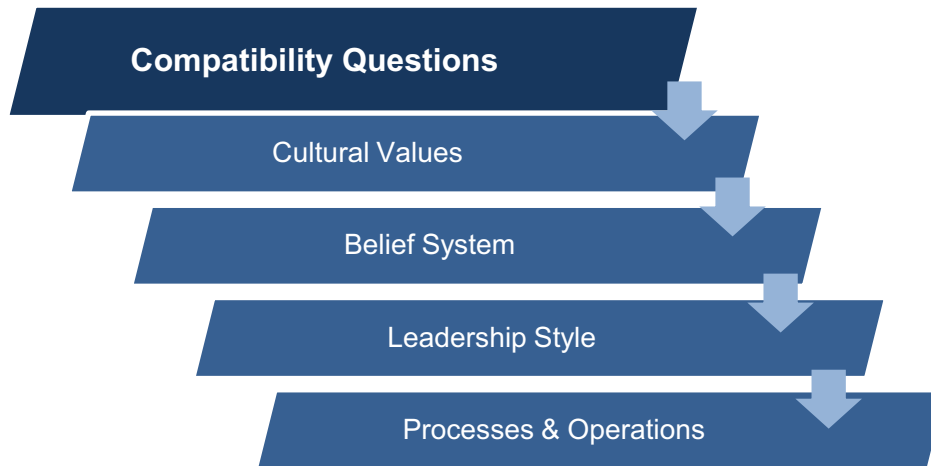 Compatibility Questions
Cultural Values
Belief System
Leadership Style
Processes & Operations